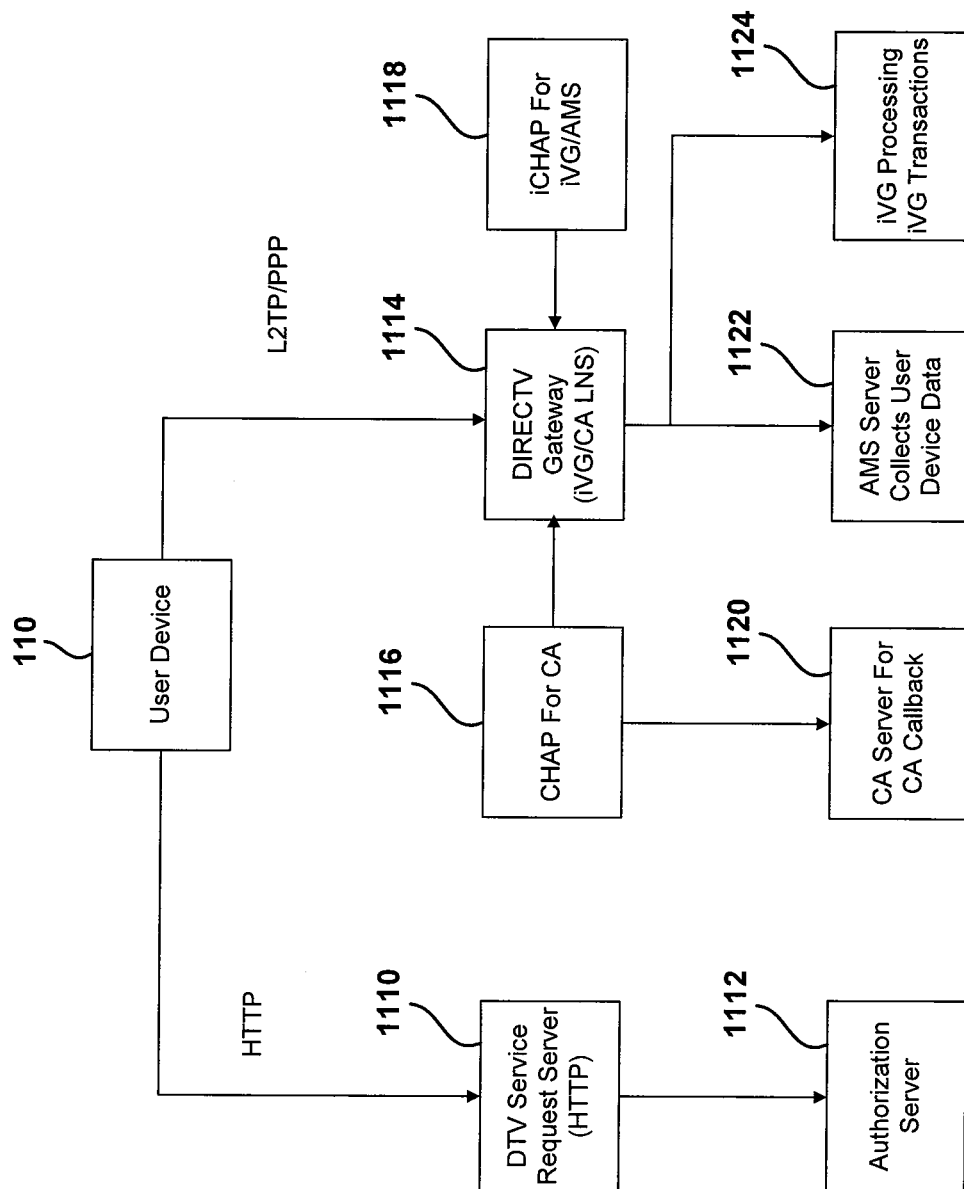 110
User Device
HTTP
L2TP/PPP
1110
DTV Service
Request Server
(HTTP)
1116
CHAP For CA
1114
DIRECTV
Gateway
(iVG/CA LNS)
1118
iCHAP For
iVG/AMS
1112
Authorization
Server
1120
CA Server For
CA Callback
1122
AMS Server
Collects User
Device Data
1124
iVG Processing
iVG Transactions